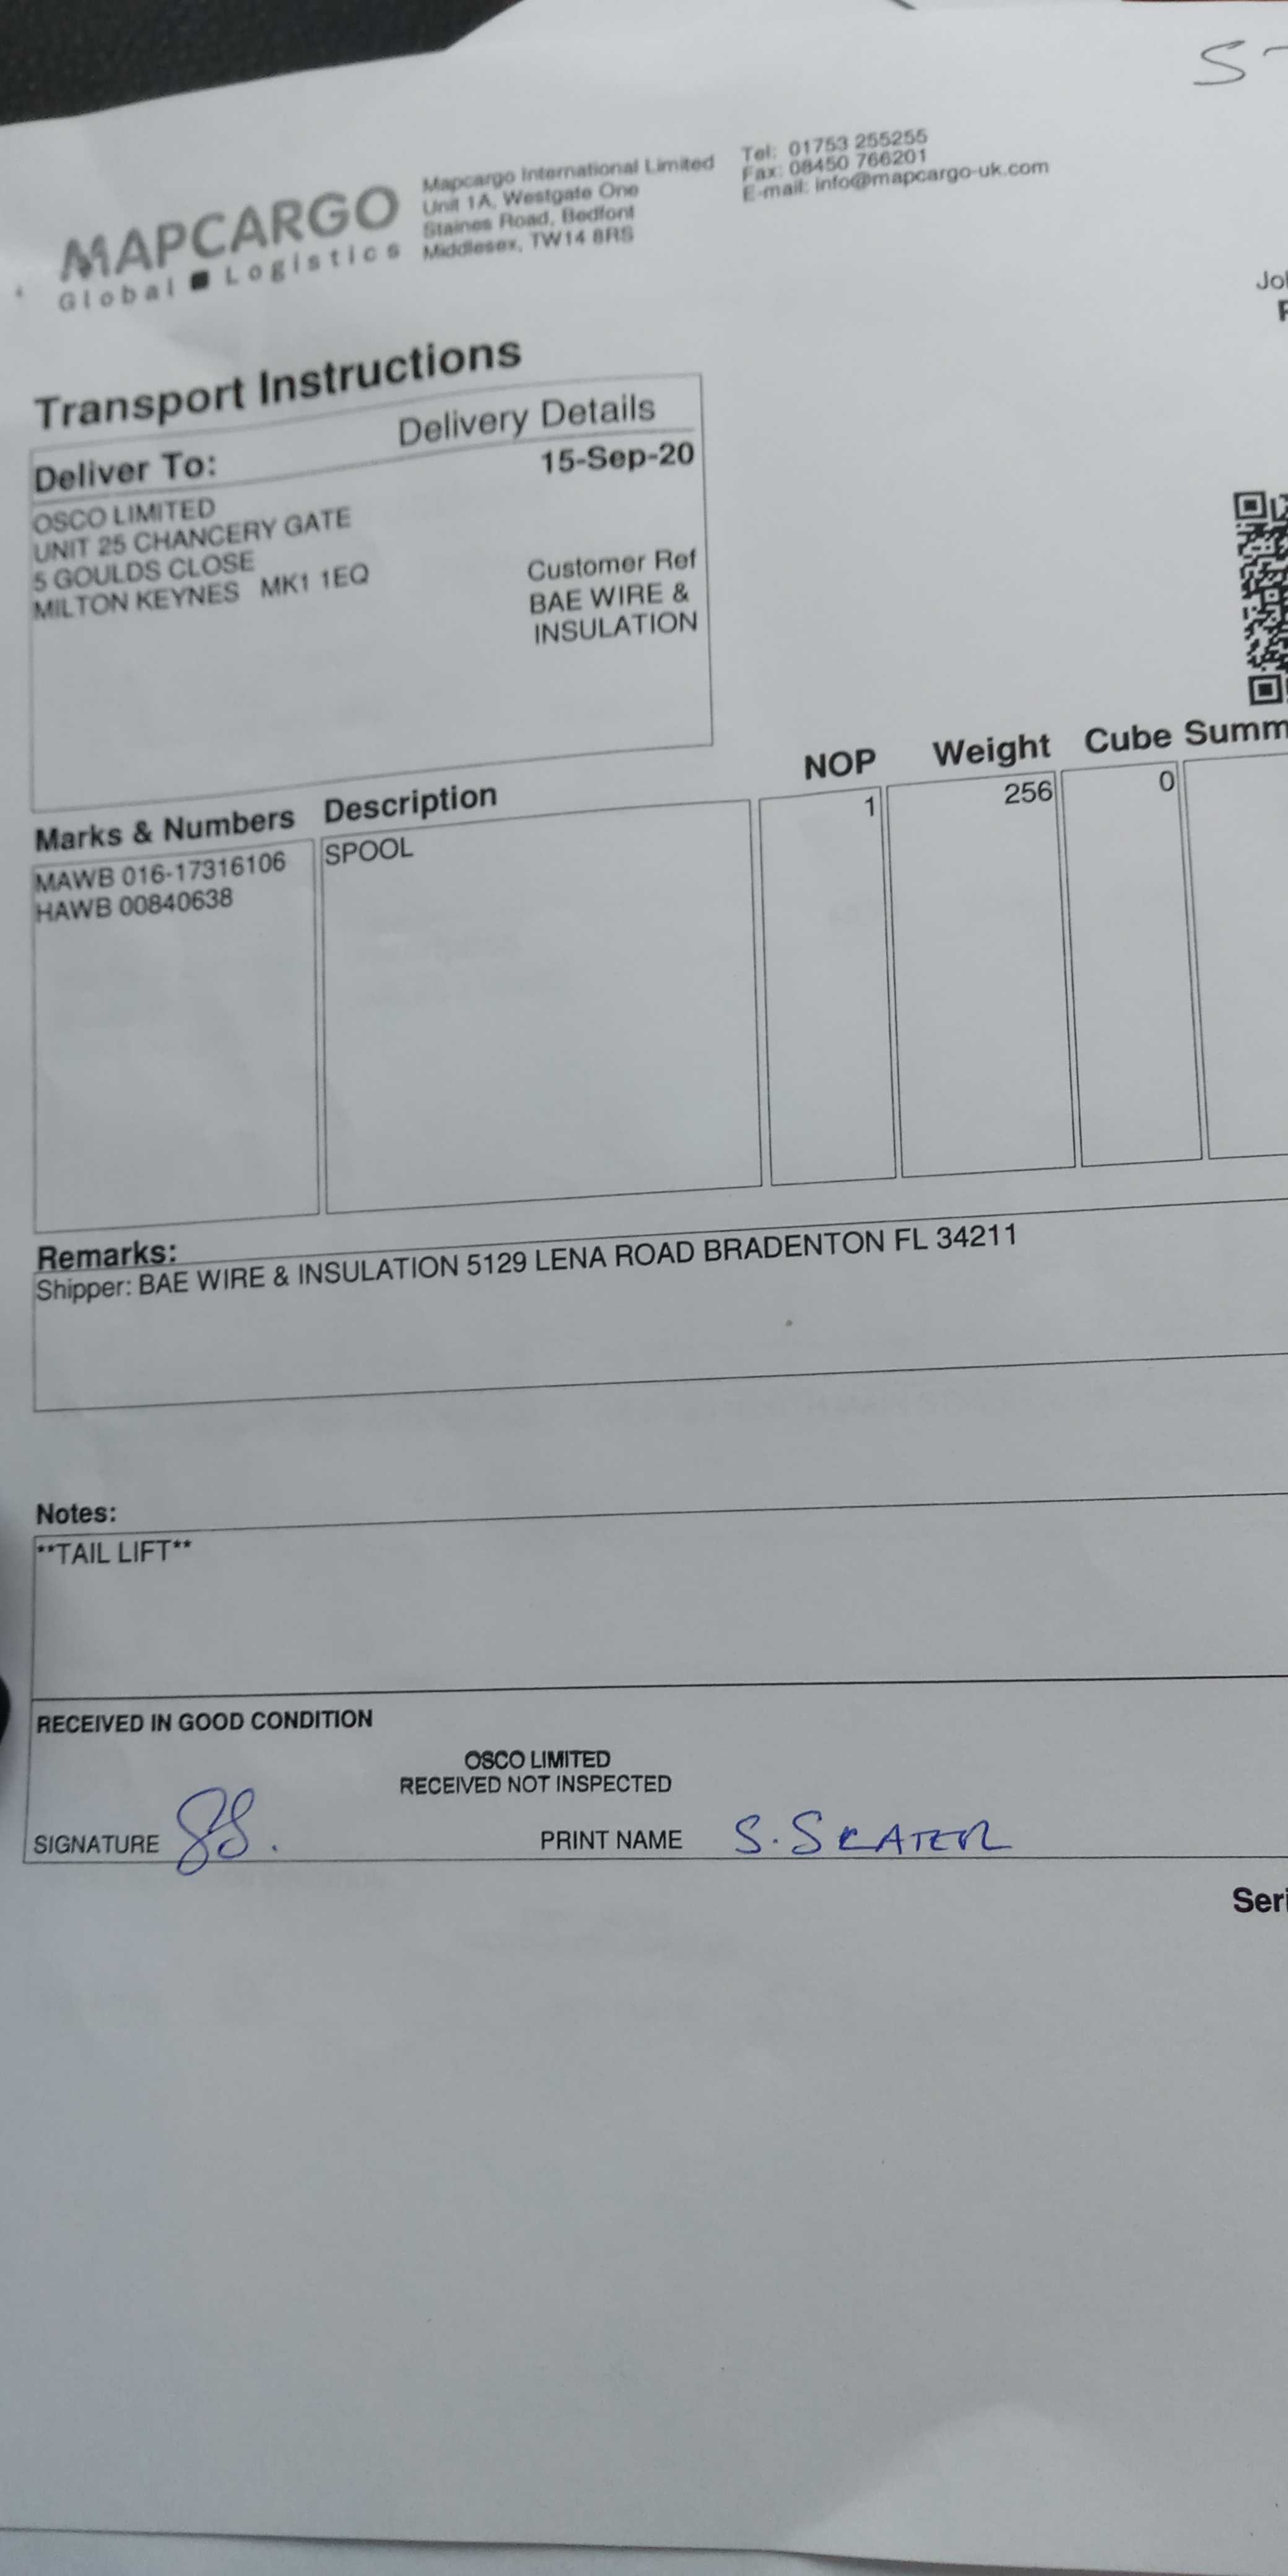 MAPCARGO
Global Logistics
Mapcargo International Limited
Unit 1A, Westgate One
Staines Road, Bedfont
Middlesex, TW14 8RS
Tel: 01753 255255
Fax: 08450 766201
E-mail: info@mapcargo-uk.com
Transport Instructions
Delivery Details
Deliver To:
15-Sep-20
OSCO LIMITED
UNIT 25 CHANCERY GATE
5 GOULDS CLOSE
MILTON KEYNES MK1 1EQ
Customer Ref
BAE WIRE &
INSULATION
Marks & Numbers Description NOP Weight Cube Summ
MAWB 016-17316106 SPOOL 1 256 0
HAWB 00840638
Remarks:
Shipper: BAE WIRE & INSULATION 5129 LENA ROAD BRADENTON FL 34211
Notes:
**TAIL LIFT**
RECEIVED IN GOOD CONDITION
OSCO LIMITED
RECEIVED NOT INSPECTED
SIGNATURE SS. PRINT NAME S. SKATER
Seri